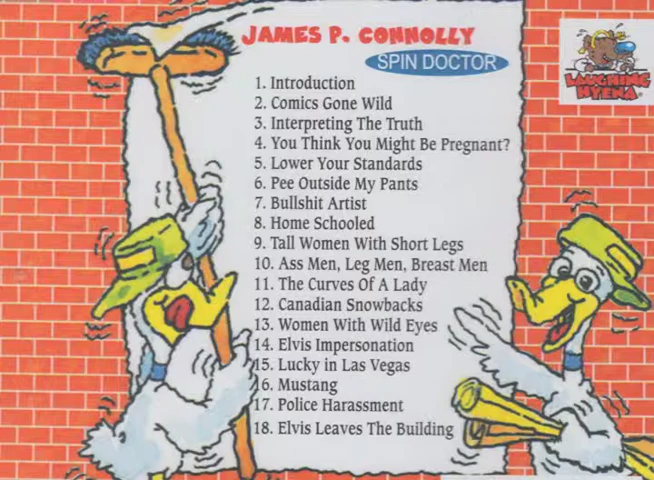 JAMES P. CONNOLLY
SPIN DOCTOR
LAUGHING
HYENA
1. Introduction
2. Comics Gone Wild
3. Interpreting The Truth
4. You Think You Might Be Pregnant?
5. Lower Your Standards
6. Pee Outside My Pants
7. Bullshit Artist
8. Home Schooled
9. Tall Women With Short Legs
10. Ass Men, Leg Men, Breast Men
11. The Curves Of A Lady
12. Canadian Snowbacks
13. Women With Wild Eyes
14. Elvis Impersonation
15. Lucky in Las Vegas
16. Mustang
17. Police Harassment
18. Elvis Leaves The Building